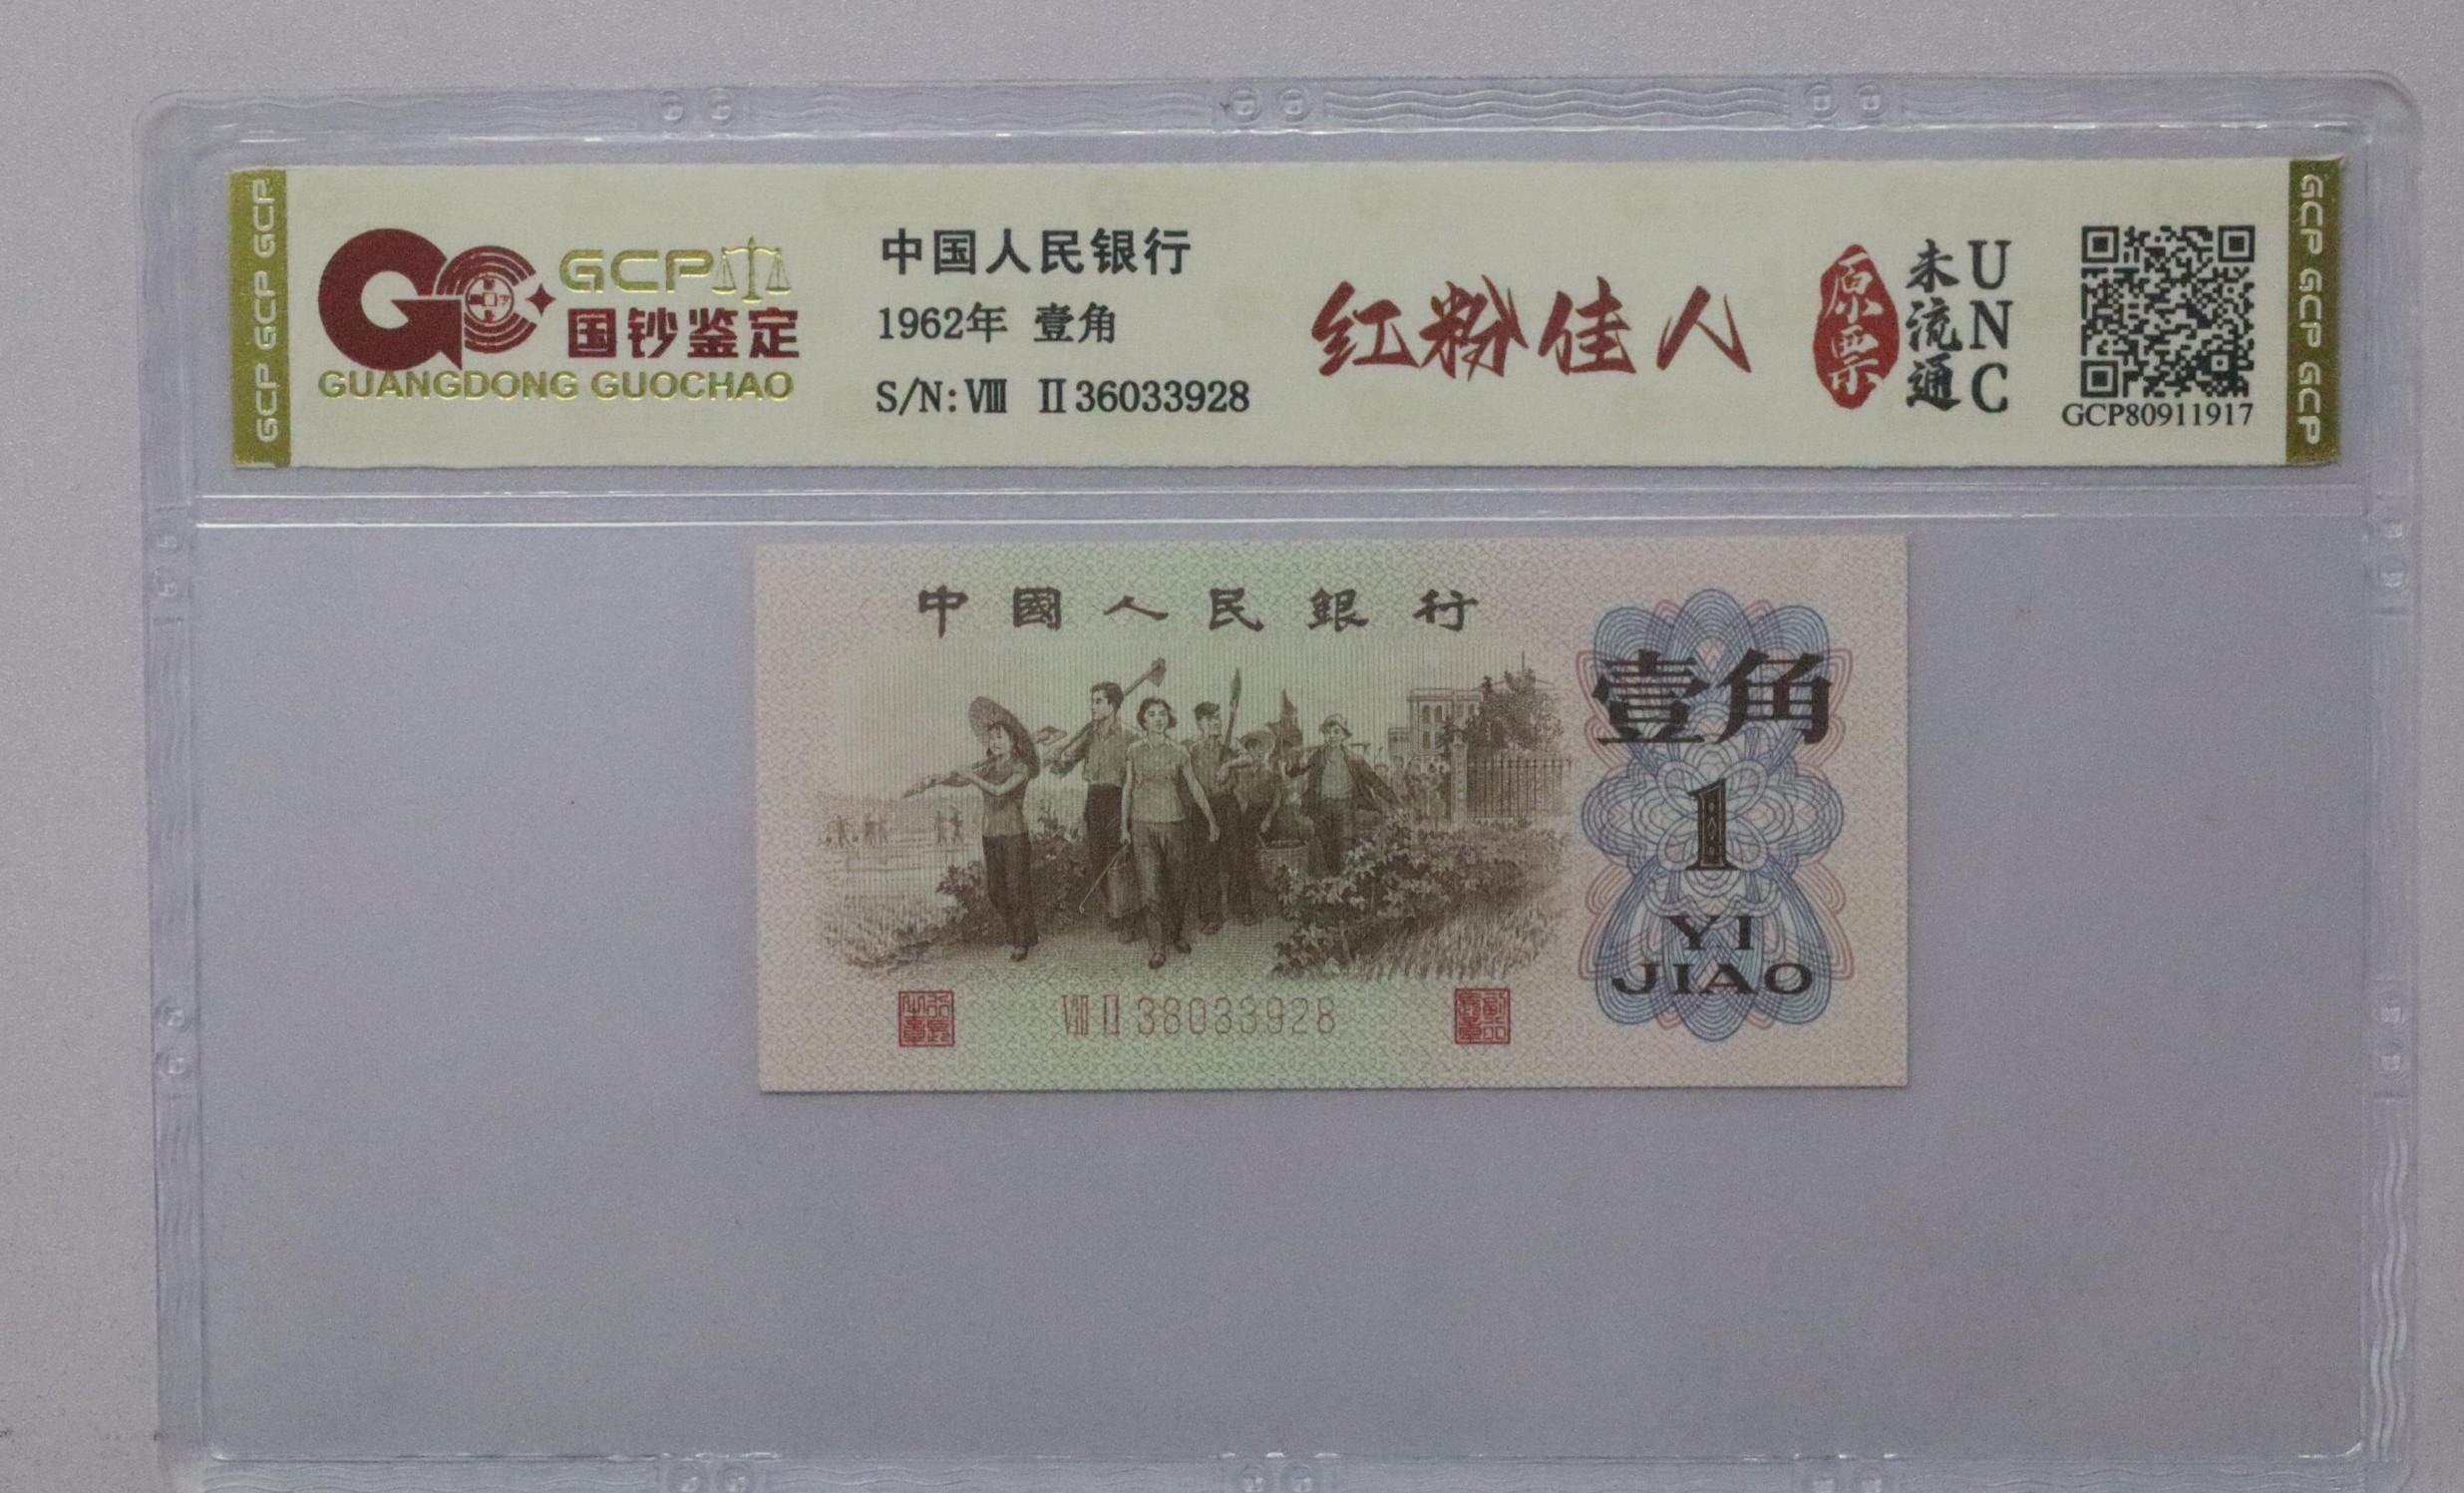 GCP GCP GCP
GCP
国钞鉴定
GUANGDONG GUOCHAO
中国人民银行
1962年 壹角
S/N: Ⅷ Ⅱ 36033928
红粉佳人
原票
未流通
UNC
GCP80911917
GCP GCP GCP
中國人民銀行
壹角
1
YI
JIAO
Ⅷ Ⅱ 38033928